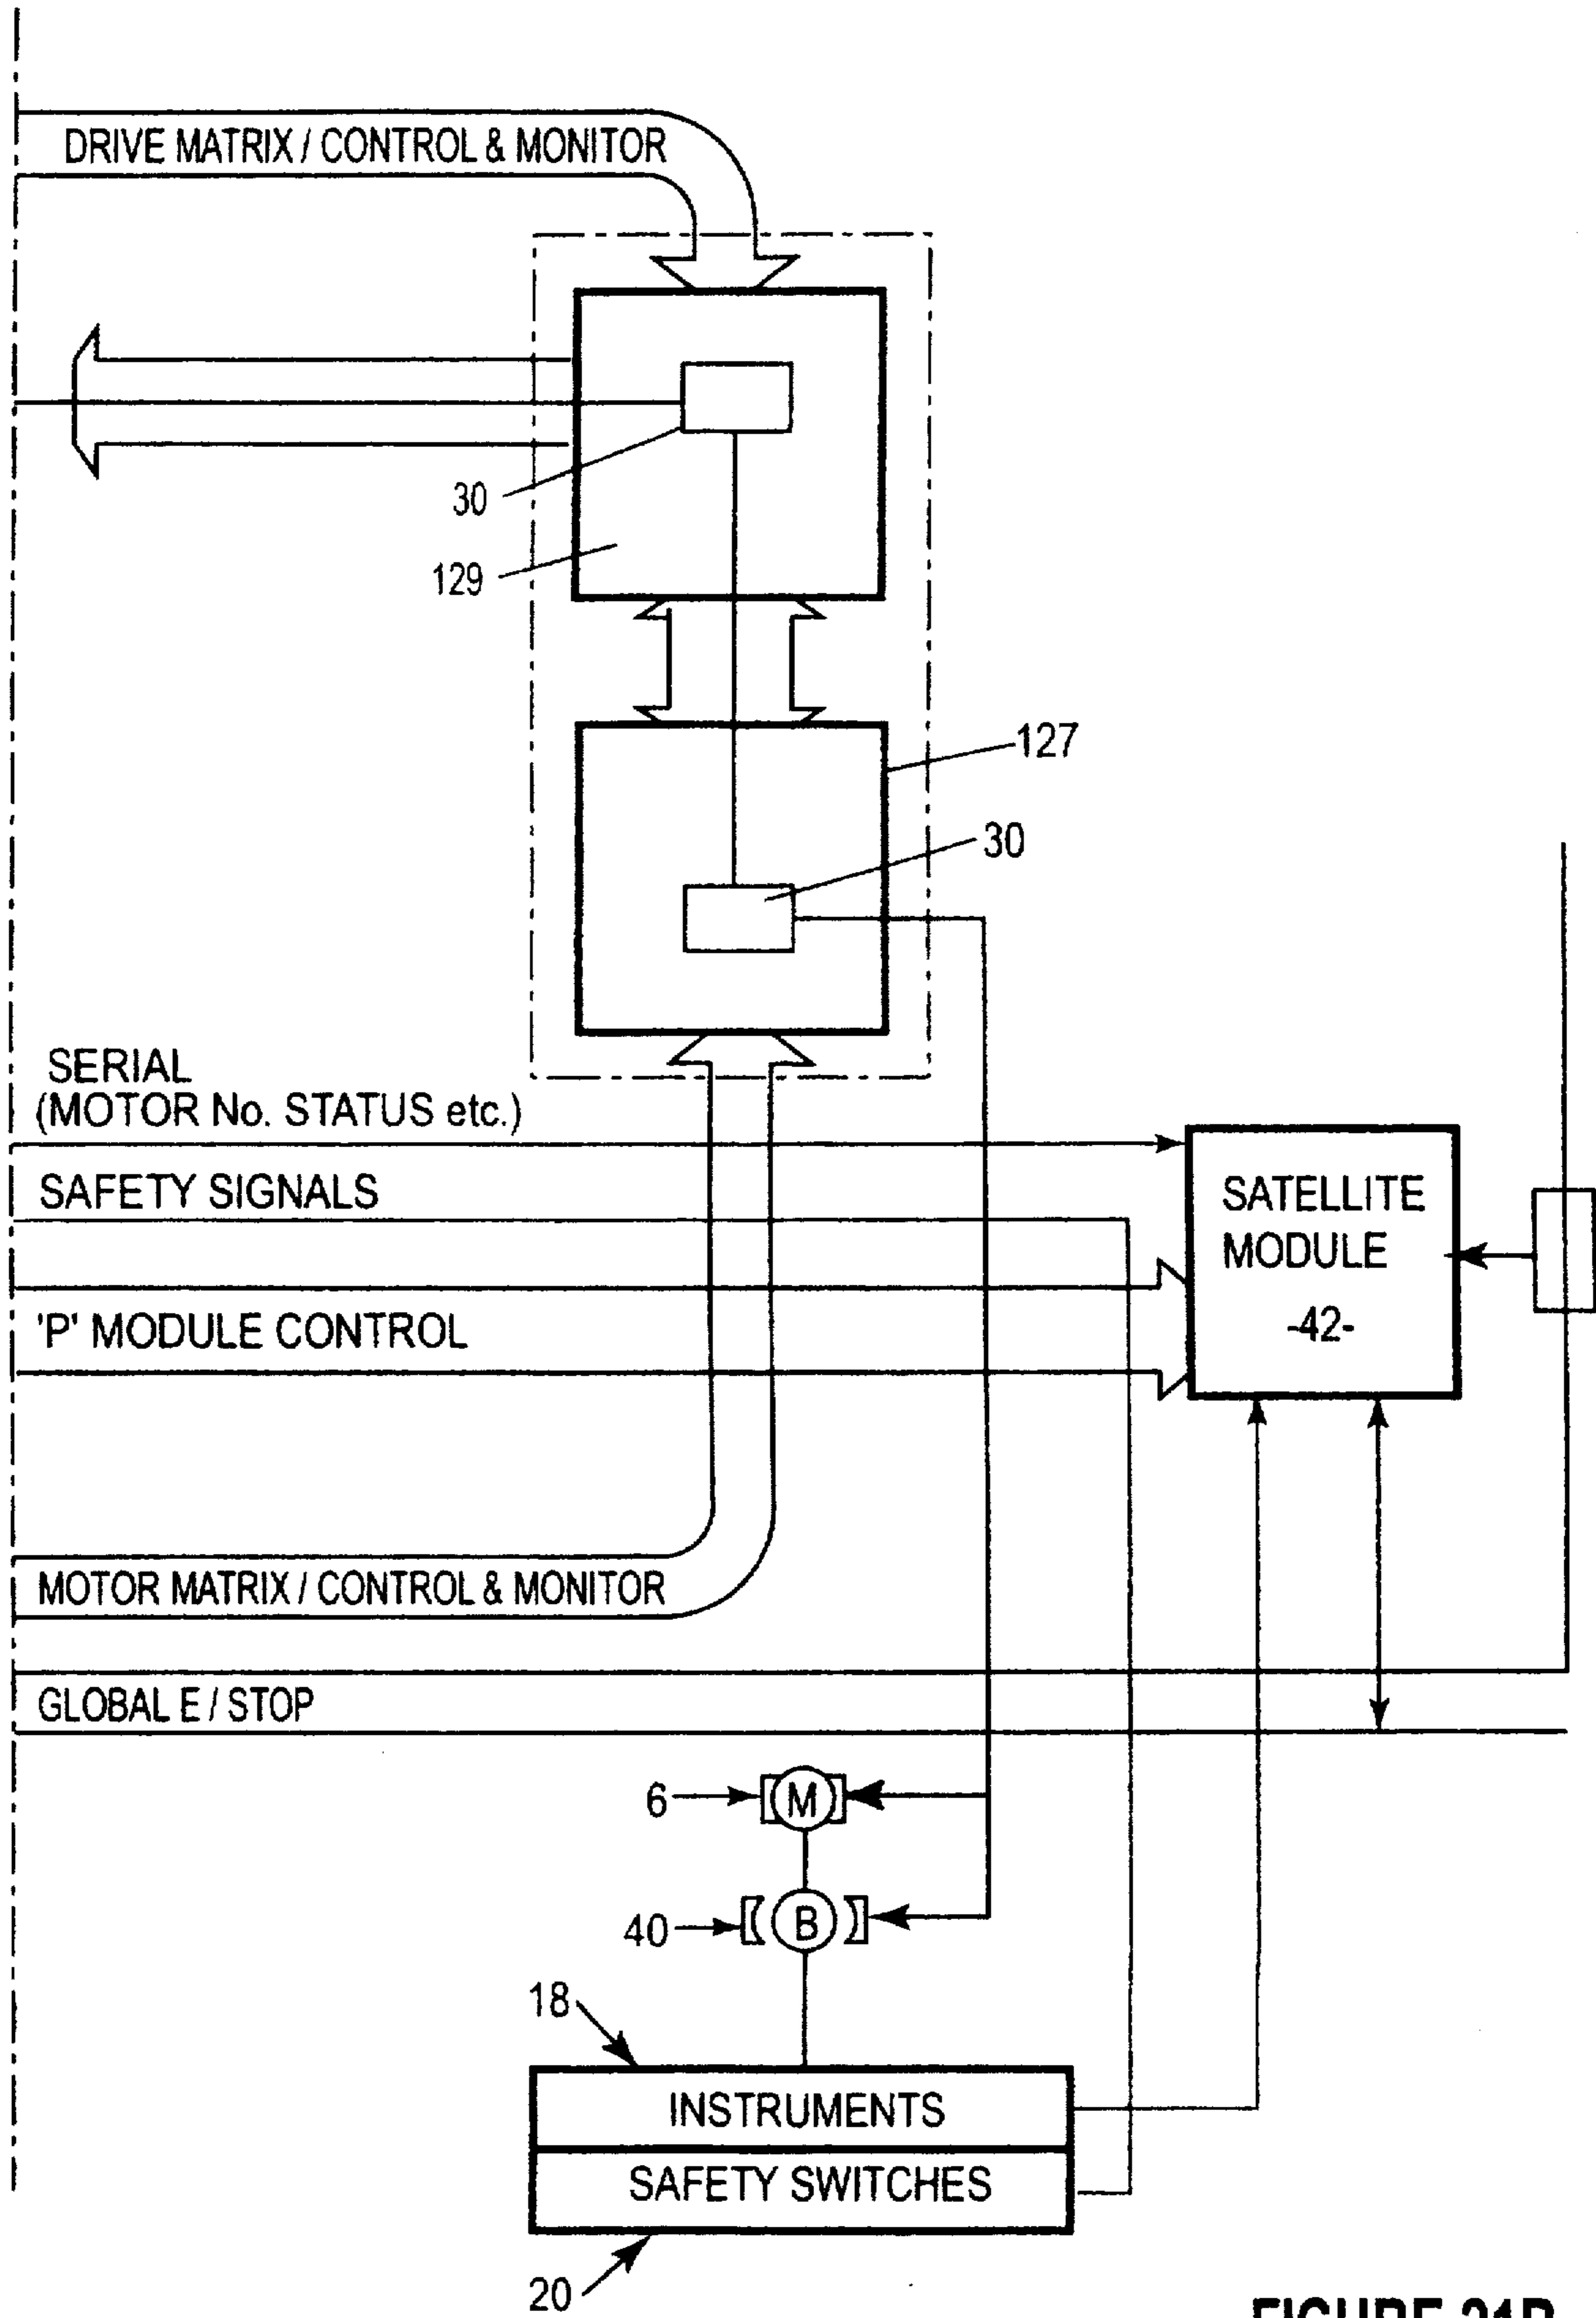 DRIVE MATRIX / CONTROL & MONITOR
30
129
127
30
SERIAL
(MOTOR No. STATUS etc.)
SAFETY SIGNALS
SATELLITE
MODULE
-42-
'P' MODULE CONTROL
MOTOR MATRIX / CONTROL & MONITOR
GLOBAL E / STOP
6
M
40
B
18
INSTRUMENTS
SAFETY SWITCHES
20